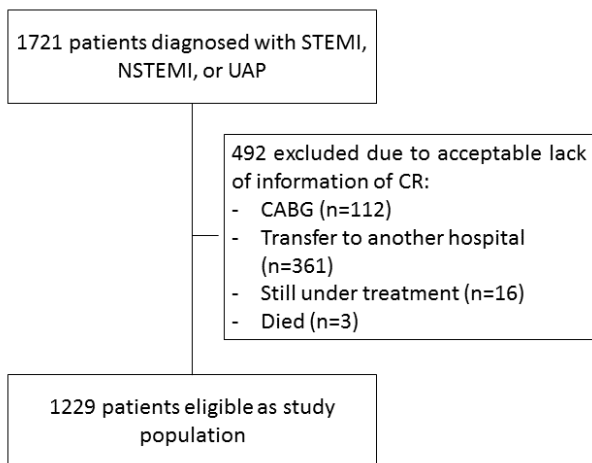 1721 patients diagnosed with STEMI,
NSTEMI, or UAP
492 excluded due to acceptable lack
of information of CR:
- CABG (n=112)
- Transfer to another hospital
(n=361)
- Still under treatment (n=16)
- Died (n=3)
1229 patients eligible as study
population